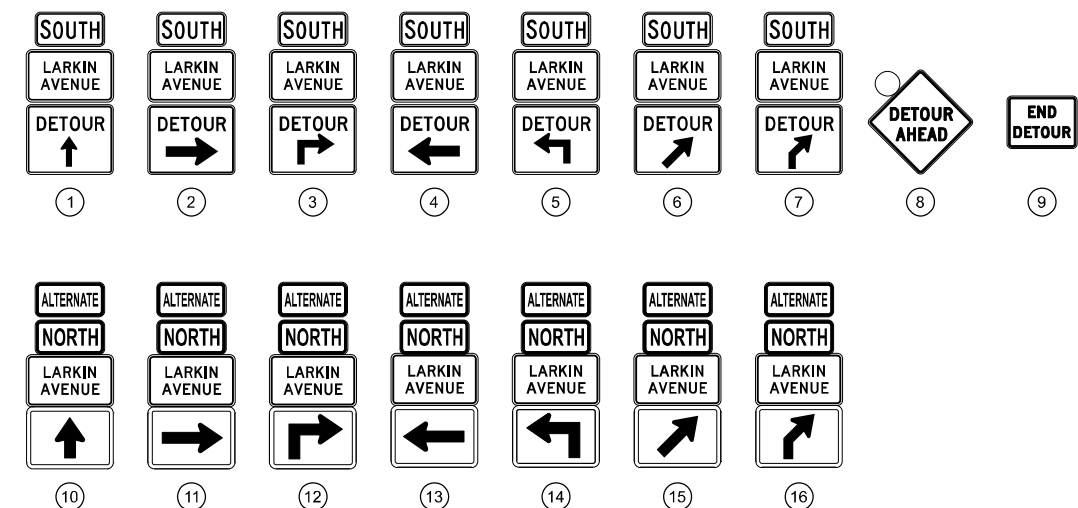 SOUTH SOUTH SOUTH SOUTH SOUTH SOUTH SOUTH
LARKIN LARKIN LARKIN LARKIN LARKIN LARKIN LARKIN
AVENUE AVENUE AVENUE AVENUE AVENUE AVENUE AVENUE
DETOUR DETOUR DETOUR DETOUR DETOUR DETOUR DETOUR
DETOUR
AHEAD
END
DETOUR
1 2 3 4 5 6 7 8 9
ALTERNATE ALTERNATE ALTERNATE ALTERNATE ALTERNATE ALTERNATE ALTERNATE
NORTH NORTH NORTH NORTH NORTH NORTH NORTH
LARKIN LARKIN LARKIN LARKIN LARKIN LARKIN LARKIN
AVENUE AVENUE AVENUE AVENUE AVENUE AVENUE AVENUE
10 11 12 13 14 15 16